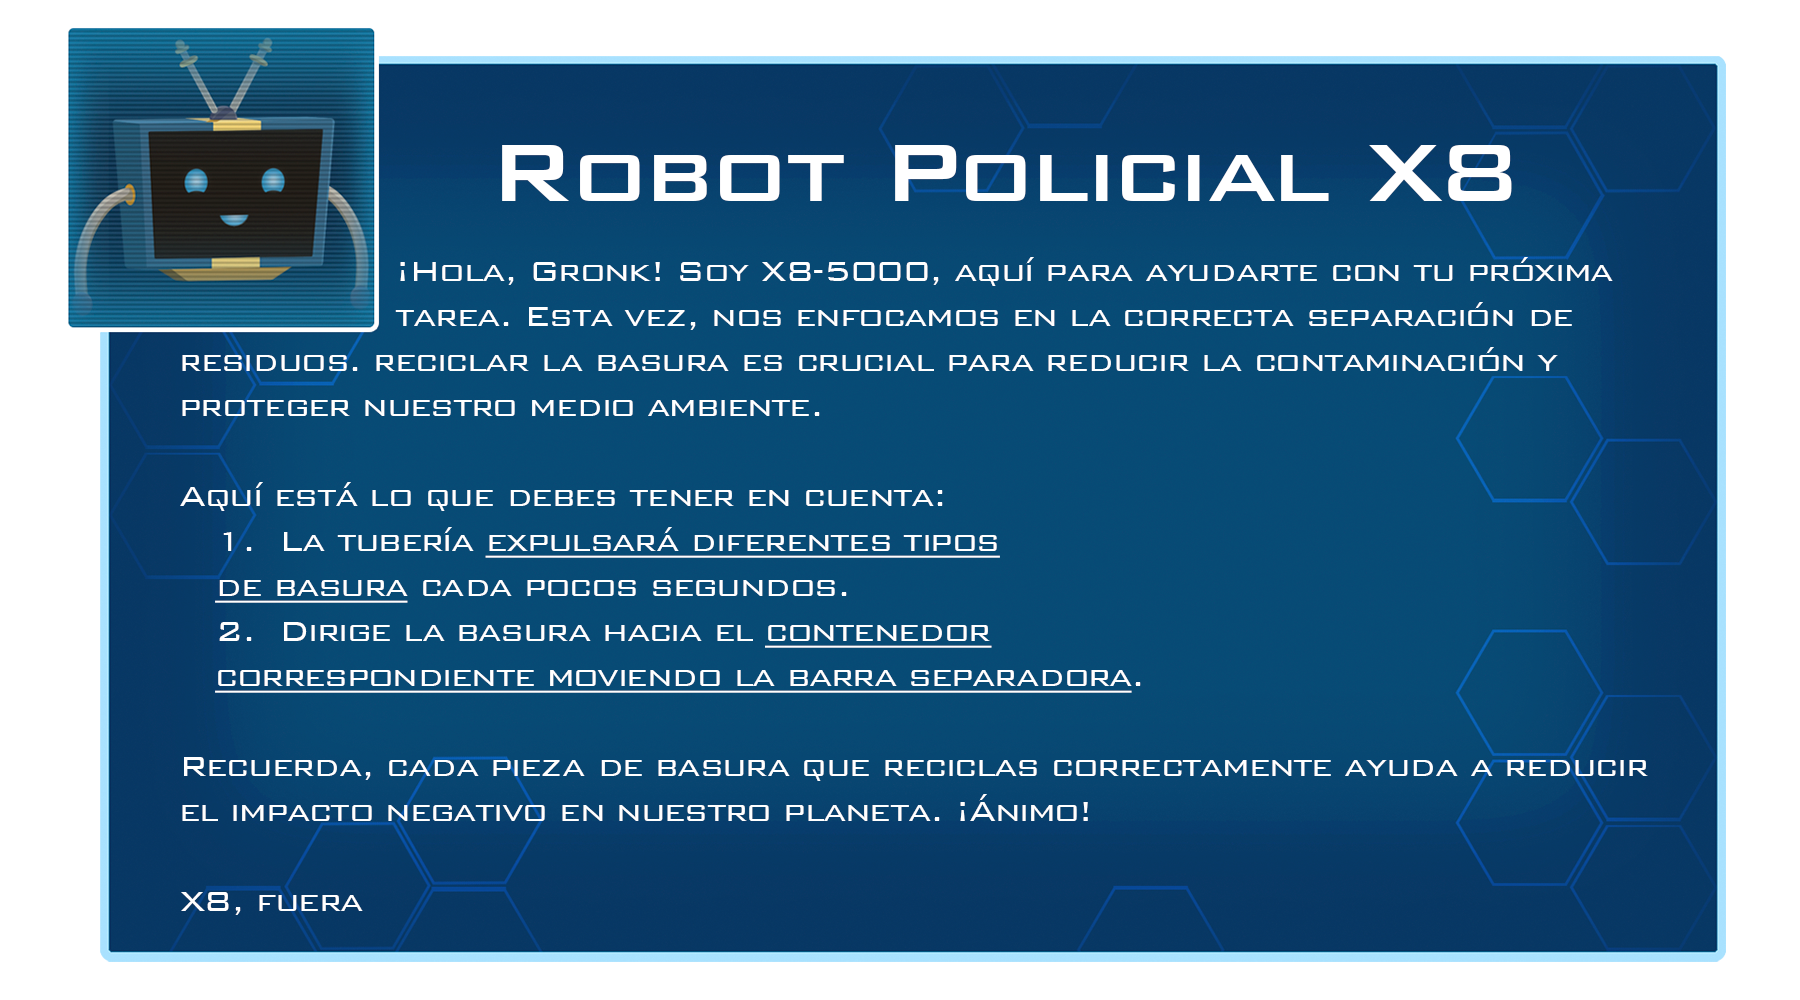 Robot Policial X8
¡Hola, Gronk! Soy X8-5000, aquí para ayudarte con tu próxima
tarea. Esta vez, nos enfocamos en la correcta separación de
residuos. reciclar la basura es crucial para reducir la contaminación y
proteger nuestro medio ambiente.
Aquí está lo que debes tener en cuenta:
1. La tubería expulsará diferentes tipos
de basura cada pocos segundos.
2. Dirige la basura hacia el contenedor
correspondiente moviendo la barra separadora.
Recuerda, cada pieza de basura que reciclas correctamente ayuda a reducir
el impacto negativo en nuestro planeta. ¡Ánimo!
X8, fuera